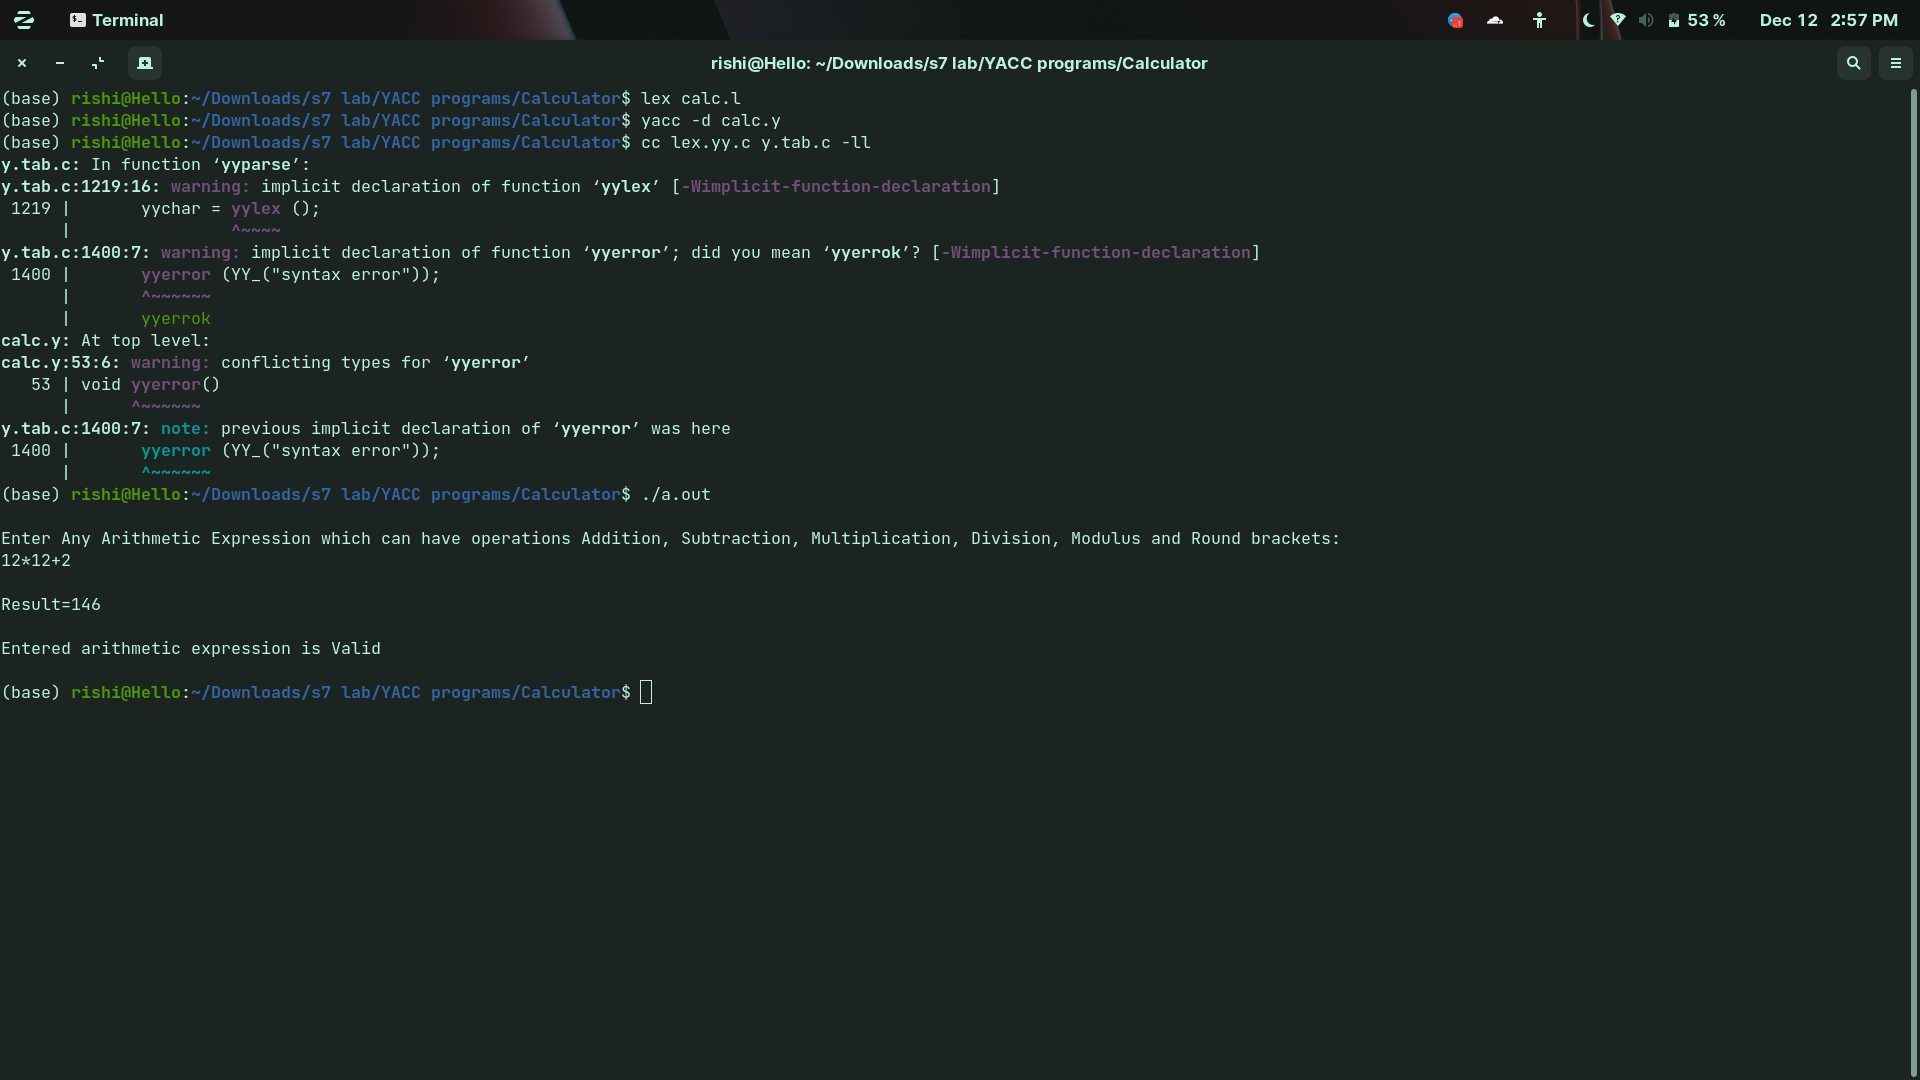 Terminal
53 %
Dec 12 2:57 PM
rishi@Hello: ~/Downloads/s7 lab/YACC programs/Calculator
(base) rishi@Hello:~/Downloads/s7 lab/YACC programs/Calculator$ lex calc.l
(base) rishi@Hello:~/Downloads/s7 lab/YACC programs/Calculator$ yacc -d calc.y
(base) rishi@Hello:~/Downloads/s7 lab/YACC programs/Calculator$ cc lex.yy.c y.tab.c -ll
y.tab.c: In function ‘yyparse’:
y.tab.c:1219:16: warning: implicit declaration of function ‘yylex’ [-Wimplicit-function-declaration]
 1219 |       yychar = yylex ();
      |                ^~~~~
y.tab.c:1400:7: warning: implicit declaration of function ‘yyerror’; did you mean ‘yyerrok’? [-Wimplicit-function-declaration]
 1400 |       yyerror (YY_("syntax error"));
      |       ^~~~~~~
      |       yyerrok
calc.y: At top level:
calc.y:53:6: warning: conflicting types for ‘yyerror’
   53 | void yyerror()
      |      ^~~~~~~
y.tab.c:1400:7: note: previous implicit declaration of ‘yyerror’ was here
 1400 |       yyerror (YY_("syntax error"));
      |       ^~~~~~~
(base) rishi@Hello:~/Downloads/s7 lab/YACC programs/Calculator$ ./a.out
Enter Any Arithmetic Expression which can have operations Addition, Subtraction, Multiplication, Division, Modulus and Round brackets:
12*12+2
Result=146
Entered arithmetic expression is Valid
(base) rishi@Hello:~/Downloads/s7 lab/YACC programs/Calculator$